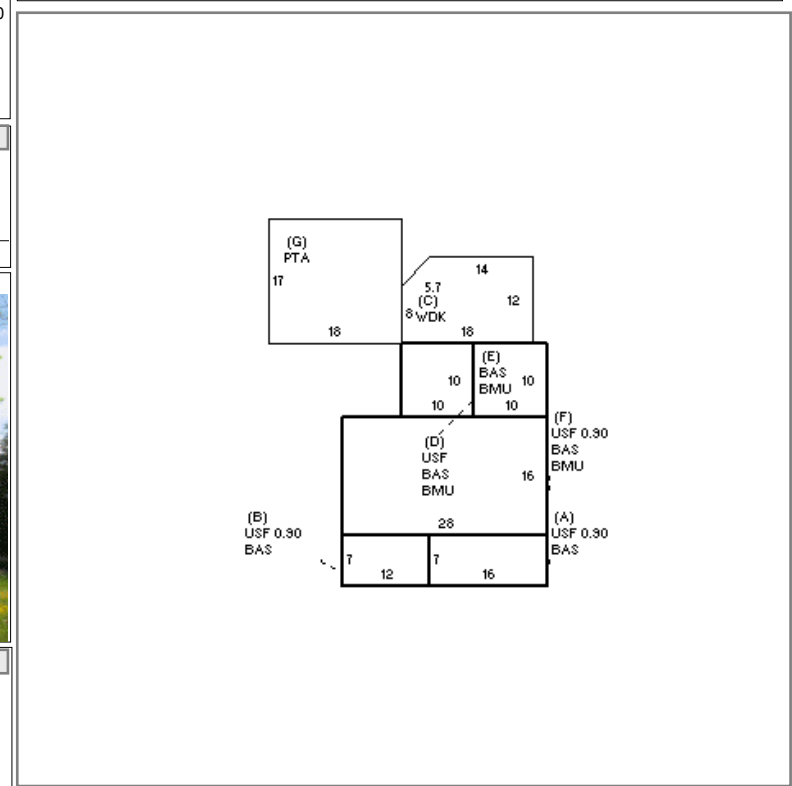 (G)
PTA
17
18
14
5.7
(C)
12
8 WDK
18
(E)
BAS
10 BMU 10
10 10
(F)
USF 0.90
BAS
BMU
(D)
USF
BAS
BMU
16
28
(B)
USF 0.90
BAS
(A)
USF 0.90
BAS
7 7
12 16